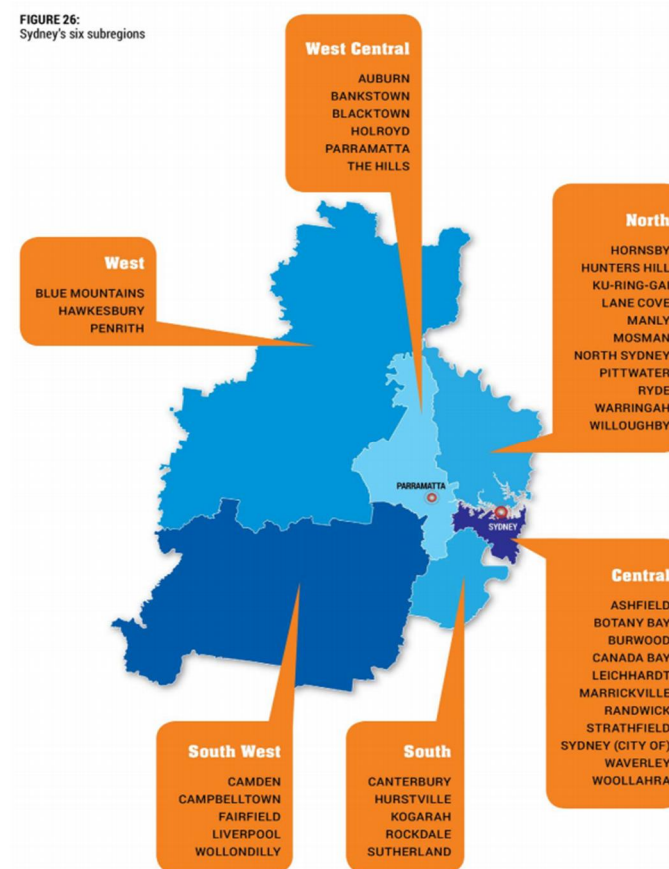 FIGURE 26:
Sydney's six subregions
West Central
AUBURN
BANKSTOWN
BLACKTOWN
HOLROYD
PARRAMATTA
THE HILLS
West
BLUE MOUNTAINS
HAWKESBURY
PENRITH
North
HORNSBY
HUNTERS HILL
KU-RING-GAI
LANE COVE
MANLY
MOSMAN
NORTH SYDNEY
PITTWATER
RYDE
WARRINGAH
WILLOUGHBY
PARRAMATTA
SYDNEY
Central
ASHFIELD
BOTANY BAY
BURWOOD
CANADA BAY
LEICHHARDT
MARRICKVILLE
RANDWICK
STRATHFIELD
SYDNEY (CITY OF)
WAVERLEY
WOOLLAHRA
South West
CAMDEN
CAMPBELLTOWN
FAIRFIELD
LIVERPOOL
WOLLONDILLY
South
CANTERBURY
HURSTVILLE
KOGARAH
ROCKDALE
SUTHERLAND